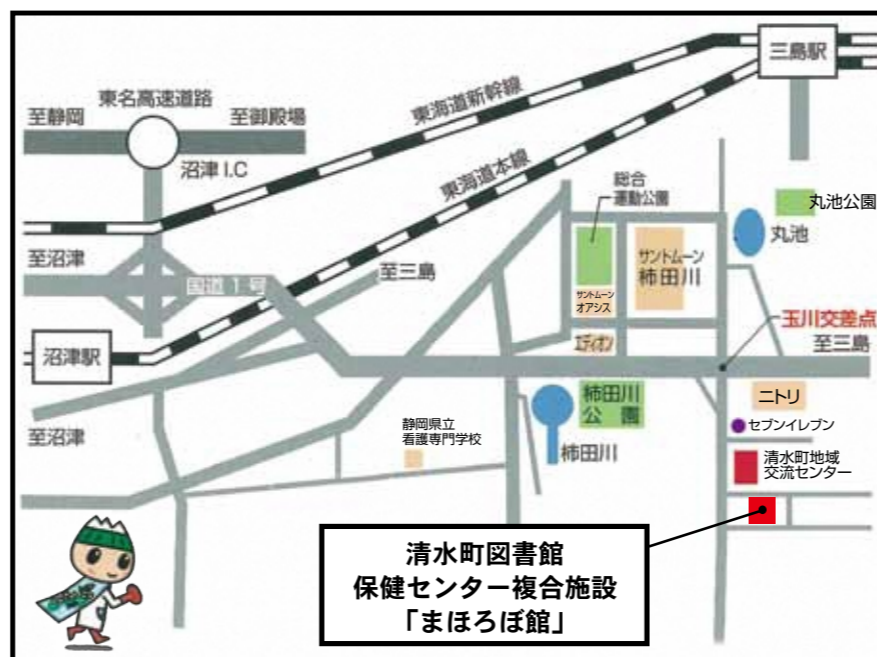 三島駅
東名高速道路
至静岡
至御殿場
沼津I.C
東海道新幹線
東海道本線
総合
運動公園
丸池公園
丸池
至沼津
国道1号
至三島
サントムーン
柿田川
サントムーン
オアシス
玉川交差点
沼津駅
エディオン
至三島
柿田川
公園
ニトリ
セブンイレブン
至沼津
静岡県立
看護専門学校
柿田川
清水町地域
交流センター
清水町図書館
保健センター複合施設
「まほろぼ館」